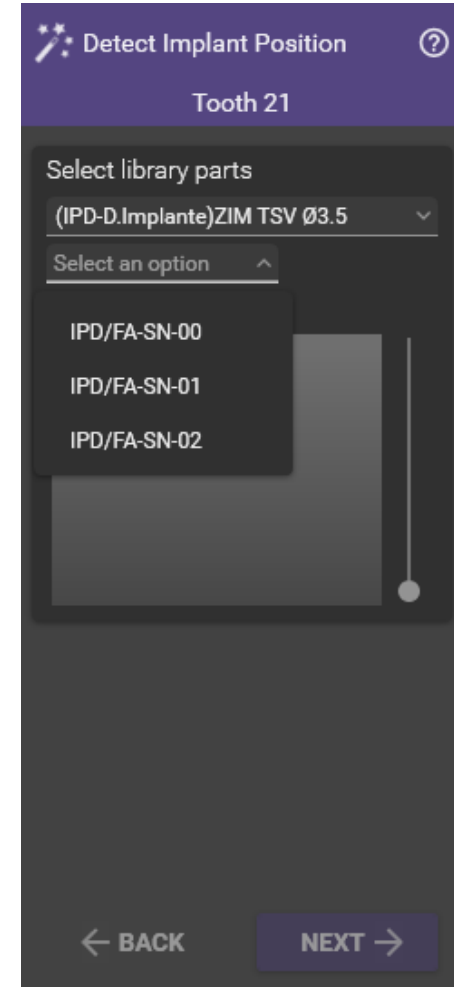 Detect Implant Position
Tooth 21
Select library parts
(IPD-D.Implante)ZIM TSV Ø3.5
Select an option
IPD/FA-SN-00
IPD/FA-SN-01
IPD/FA-SN-02
BACK
NEXT